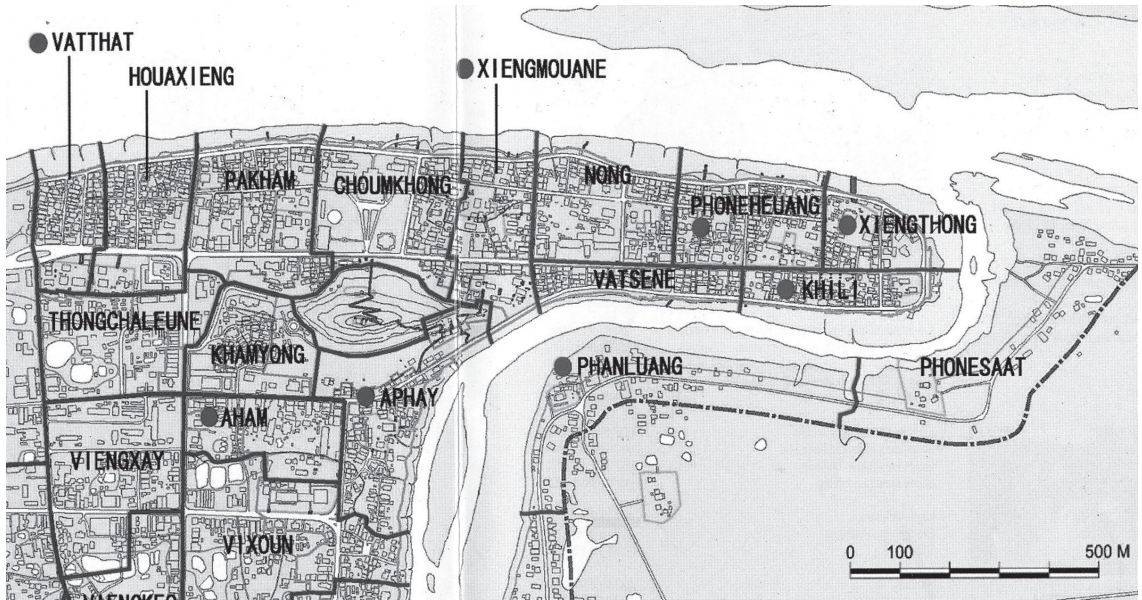 VATTHAT
HOUAXIENG
XIENGMOUANE
PAKHAM
CHOUMKHONG
NONG
PHONEHEUANG
XIENGTHONG
VATSENE
KHILI
THONGCHALEUNE
KHAMYONG
PHANLUANG
PHONESAAT
APHAY
AHAM
VIENGXAY
VIXOUN
0 100 500 M